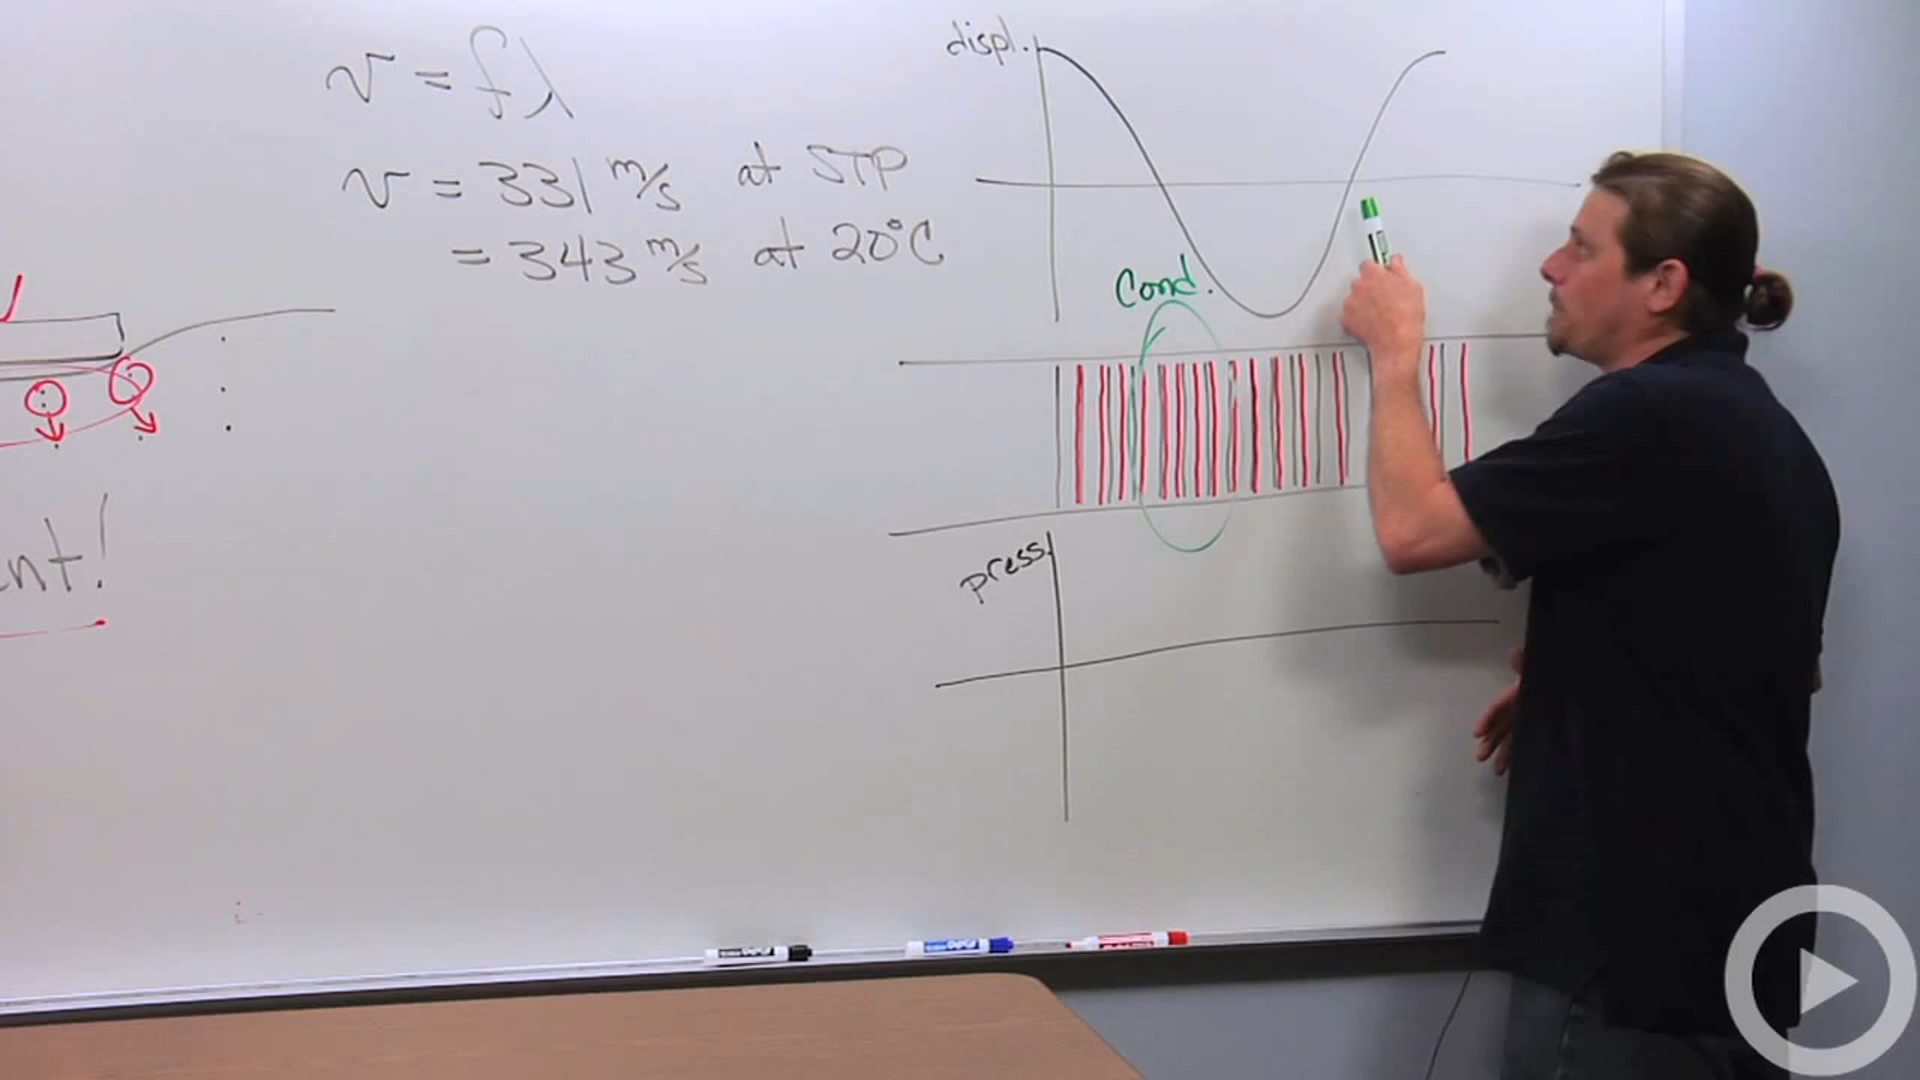 v = fλ
v = 331 m/s at STP
= 343 m/s at 20°C
displ.
Cond.
press.
nt!